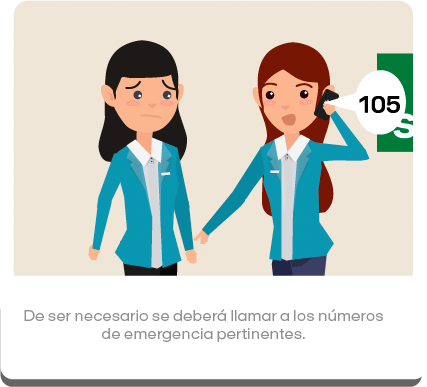 105
S
De ser necesario se deberá llamar a los números
de emergencia pertinentes.